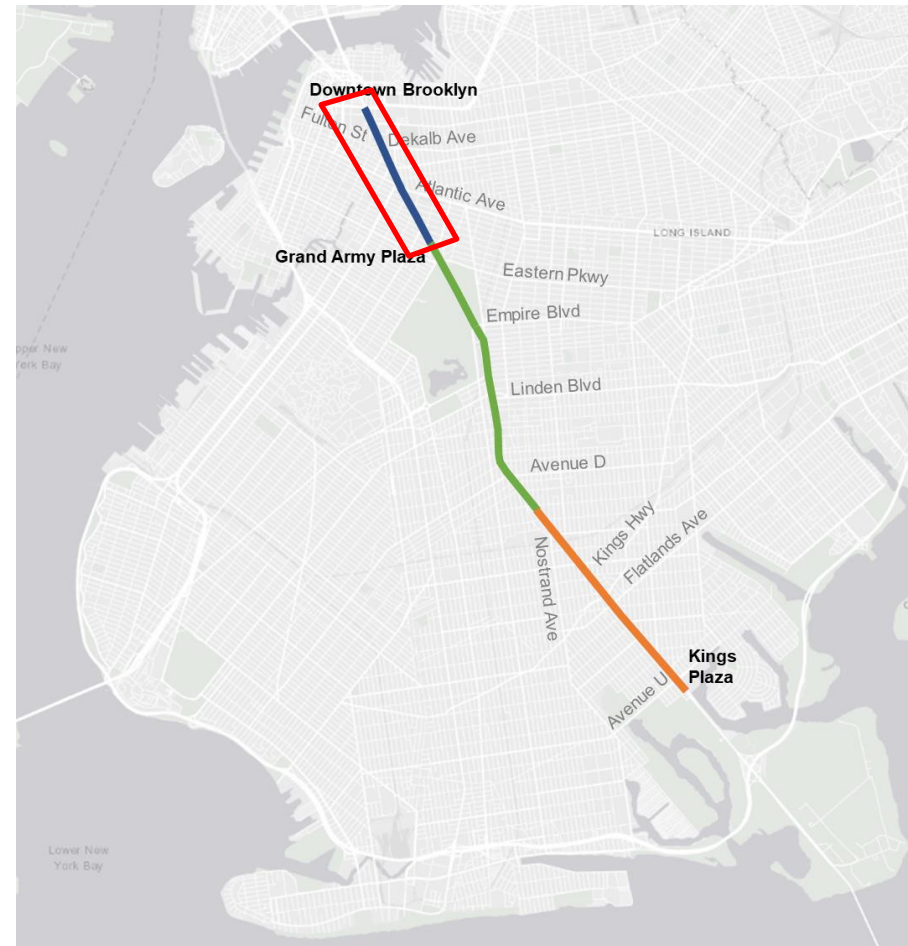 Downtown Brooklyn
Fulton St
Dekalb Ave
Atlantic Ave
LONG ISLAND
Grand Army Plaza
Eastern Pkwy
Empire Blvd
pper New
York Bay
Linden Blvd
Avenue D
Kings Hwy
Flatlands Ave
Nostrand Ave
Kings
Plaza
Avenue U
Lower New
York Bay